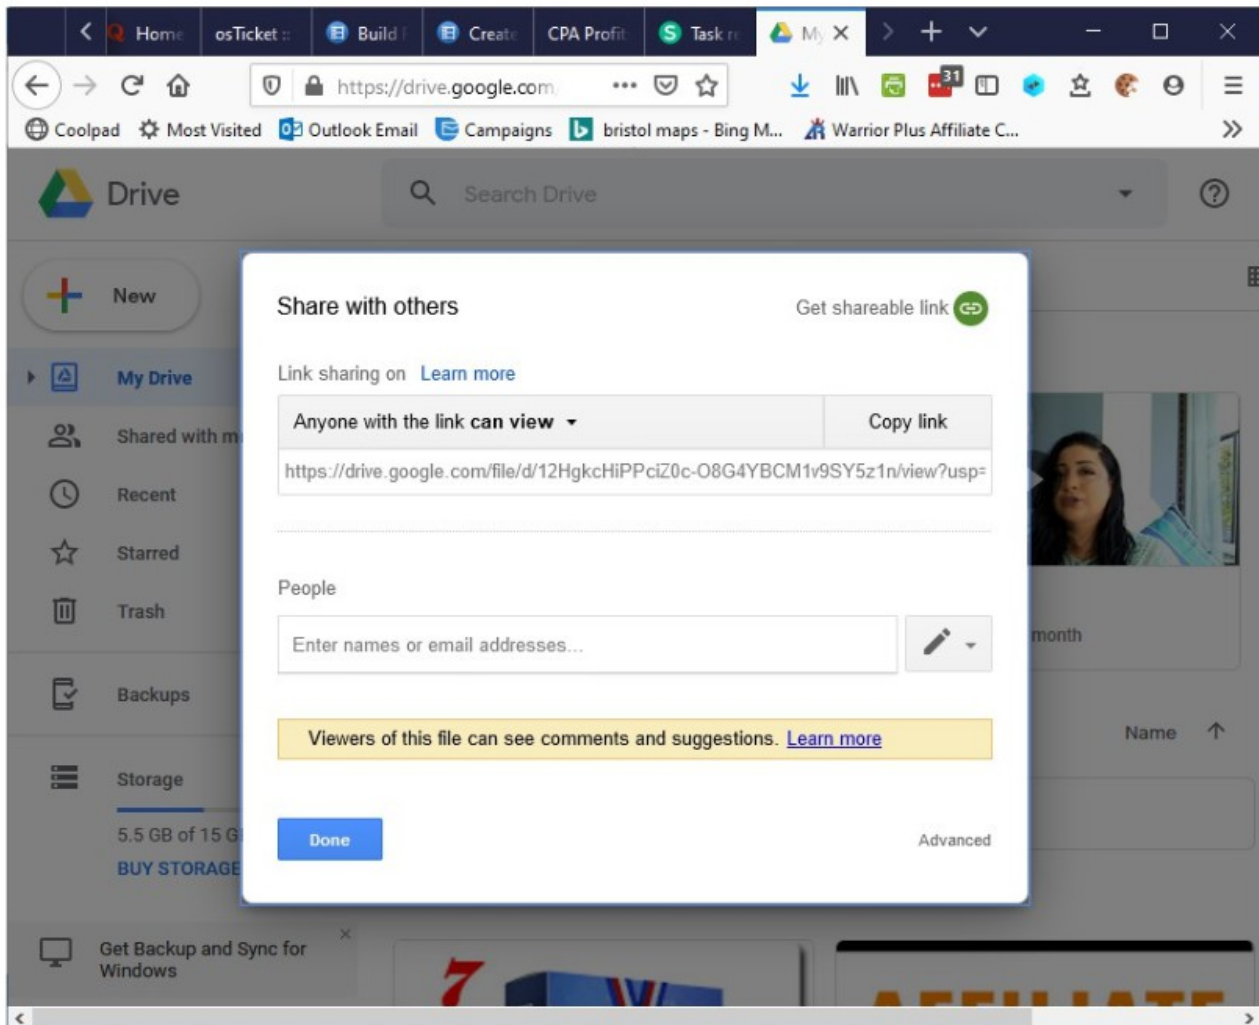 Home
osTicket ::
Build
Create
CPA Profit
Task re
My
https://drive.google.com/
31
Coolpad Most Visited Outlook Email Campaigns bristol maps - Bing M... Warrior Plus Affiliate C...
Drive
Search Drive
New
Share with others
Get shareable link
Link sharing on Learn more
My Drive
Anyone with the link can view
Copy link
Shared with m
https://drive.google.com/file/d/12HgkcHiPPciZ0c-O8G4YBCM1v9SY5z1n/view?usp=
Recent
Starred
People
Trash
Enter names or email addresses...
month
Backups
Viewers of this file can see comments and suggestions. Learn more
Name
Storage
5.5 GB of 15 G
Done
Advanced
BUY STORAGE
Get Backup and Sync for
Windows
7
AFFILIATE